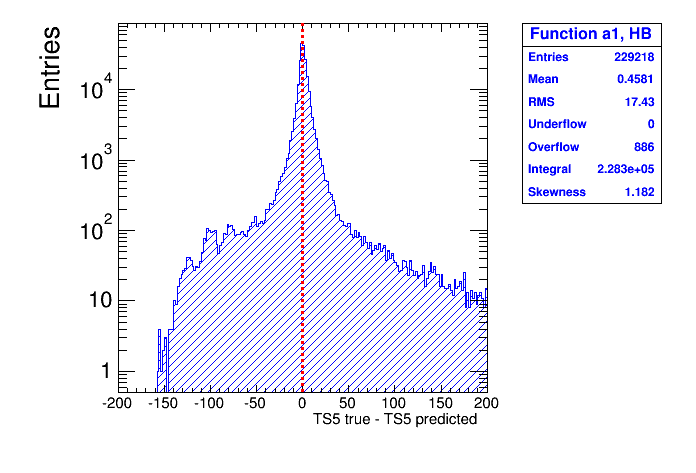 Function a1, HB
Entries 229218
Mean 0.4581
RMS 17.43
Underflow 0
Overflow 886
Integral 2.283e+05
Skewness 1.182
Entries
10^4
10^3
10^2
10
1
-200 -150 -100 -50 0 50 100 150 200
TS5 true - TS5 predicted